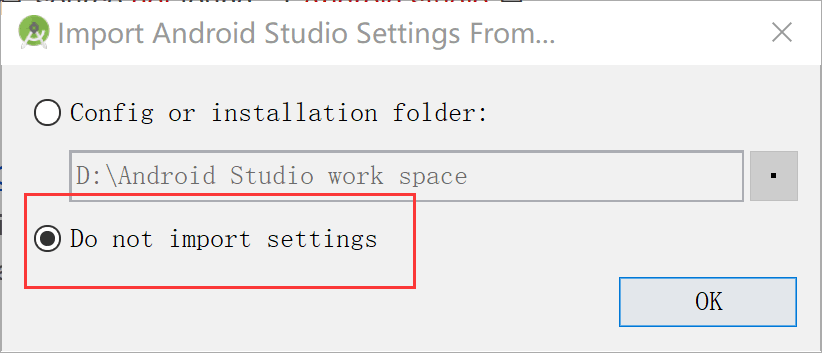 Import Android Studio Settings From...
Config or installation folder:
D:\Android Studio work space
Do not import settings
OK